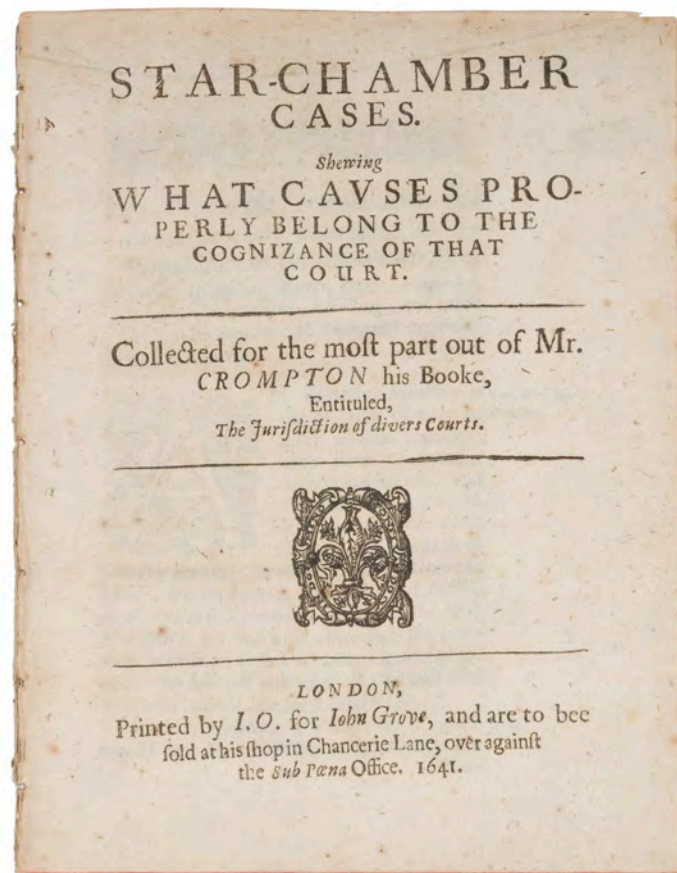 STAR-CHAMBER
CASES.
Shewing
WHAT CAVSES PRO-
PERLY BELONG TO THE
COGNIZANCE OF THAT
COURT.
Collected for the moſt part out of Mr.
CROMPTON his Booke,
Entituled,
The Juriſdiction of divers Courts.
LONDON,
Printed by I.O. for Iohn Grove, and are to bee
ſold at his ſhop in Chancerie Lane, over againſt
the Sub Pœna Office. 1641.